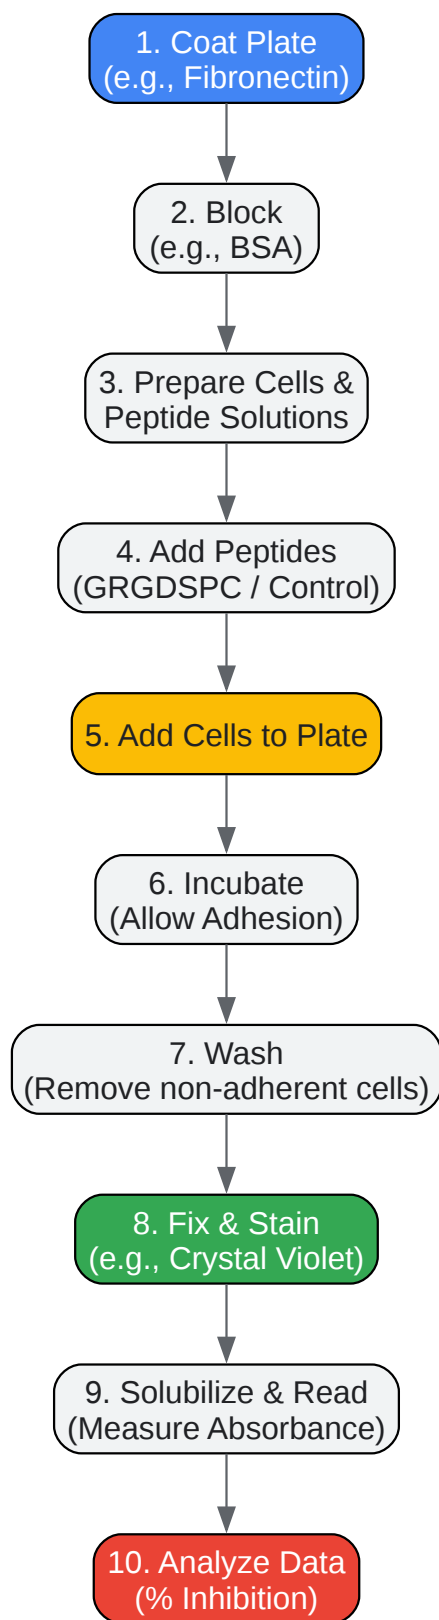 1. Coat Plate
(e.g., Fibronectin)
2. Block
(e.g., BSA)
3. Prepare Cells &
Peptide Solutions
4. Add Peptides
(GRGDSPC / Control)
5. Add Cells to Plate
6. Incubate
(Allow Adhesion)
7. Wash
(Remove non-adherent cells)
8. Fix & Stain
(e.g., Crystal Violet)
9. Solubilize & Read
(Measure Absorbance)
10. Analyze Data
(% Inhibition)